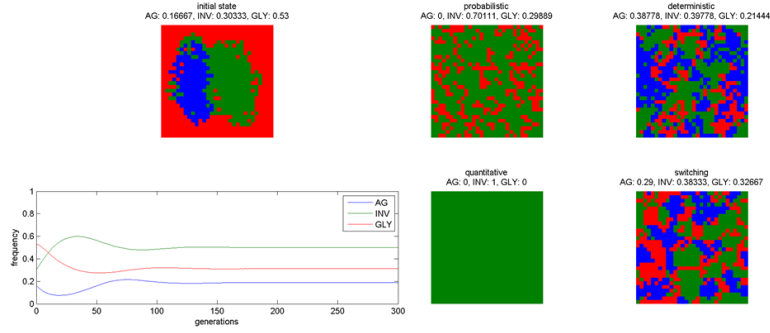 initial state
AG: 0.16667, INV: 0.30333, GLY: 0.53
probabilistic
AG: 0, INV: 0.70111, GLY: 0.29889
deterministic
AG: 0.38778, INV: 0.39778, GLY: 0.21444
quantitative
AG: 0, INV: 1, GLY: 0
switching
AG: 0.29, INV: 0.38333, GLY: 0.32667
frequency
1
0.8
0.6
0.4
0.2
0
AG
INV
GLY
0 50 100 150 200 250 300
generations